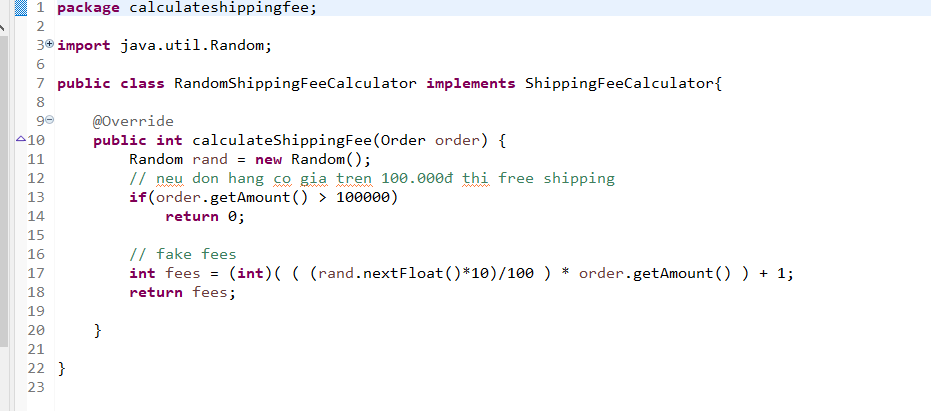 1 package calculateshippingfee;
2
3 import java.util.Random;
6
7 public class RandomShippingFeeCalculator implements ShippingFeeCalculator{
8
9 @Override
10 public int calculateShippingFee(Order order) {
11 Random rand = new Random();
12 // neu don hang co gia tren 100.000đ thi free shipping
13 if(order.getAmount() > 100000)
14 return 0;
15
16 // fake fees
17 int fees = (int)( ( (rand.nextFloat()*10)/100 ) * order.getAmount() ) + 1;
18 return fees;
19
20 }
21
22 }
23